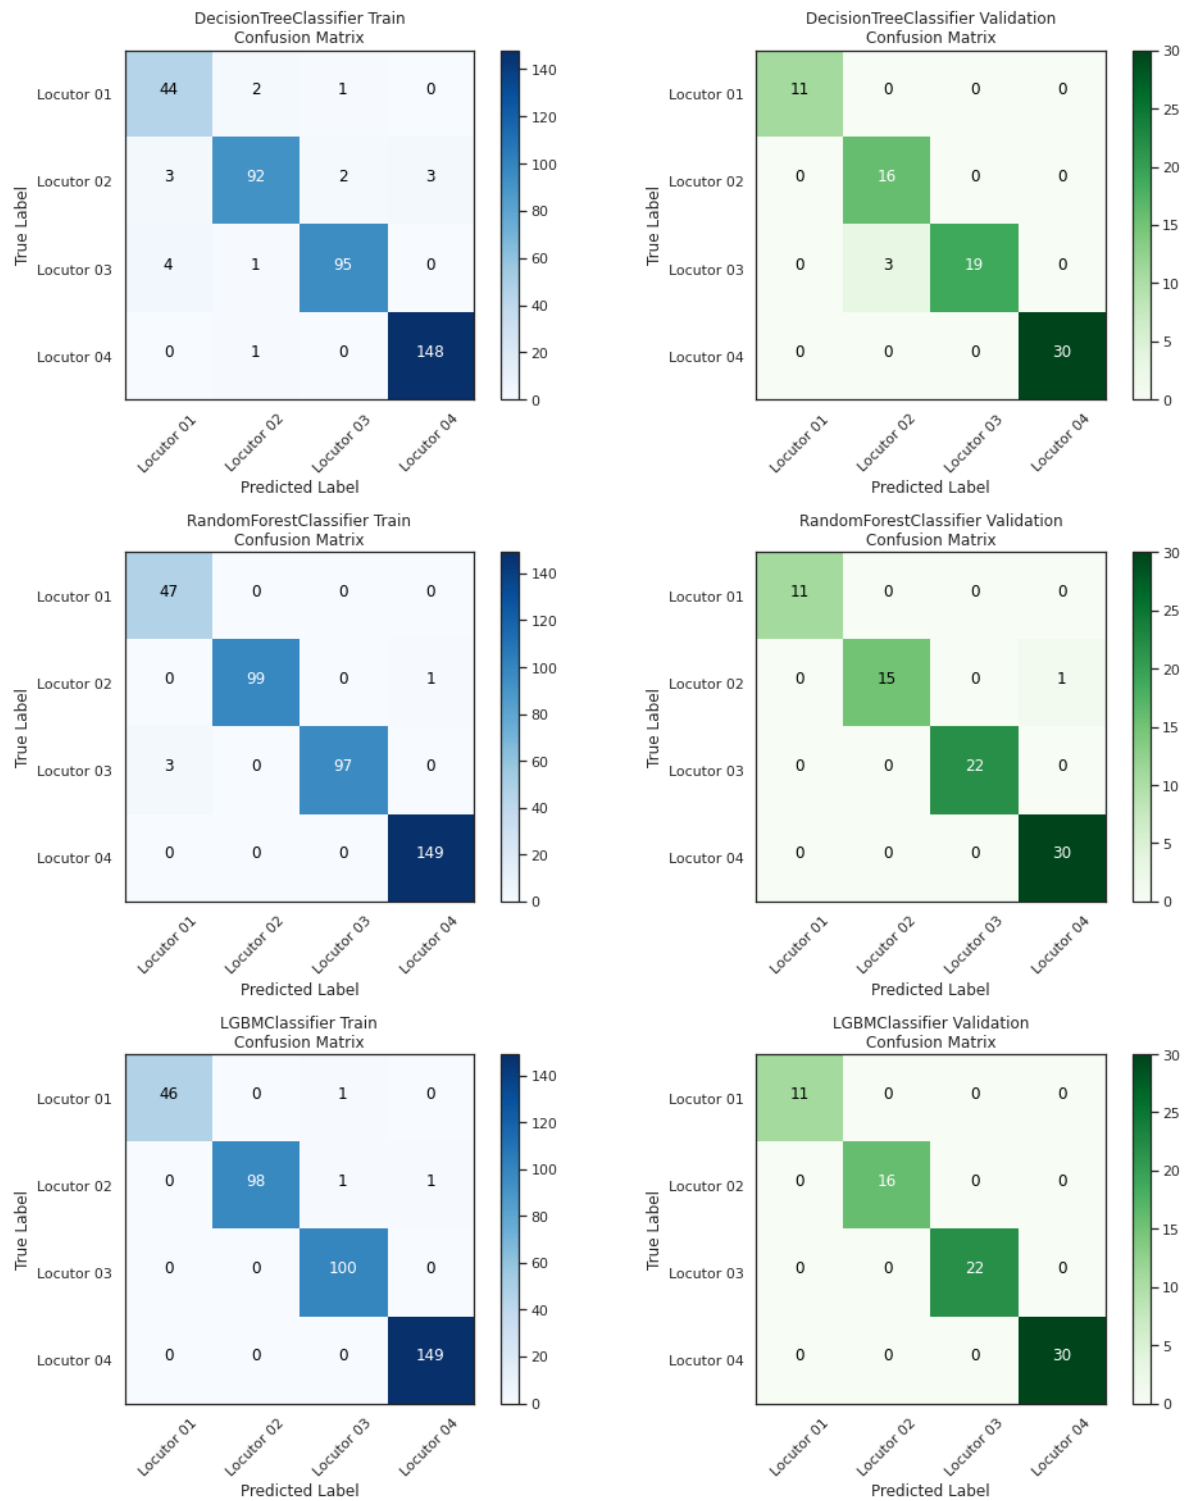 DecisionTreeClassifier Train
Confusion Matrix
True Label
Locutor 01 44 2 1 0
Locutor 02 3 92 2 3
Locutor 03 4 1 95 0
Locutor 04 0 1 0 148
Locutor 01 Locutor 02 Locutor 03 Locutor 04
Predicted Label
140
120
100
80
60
40
20
0
DecisionTreeClassifier Validation
Confusion Matrix
True Label
Locutor 01 11 0 0 0
Locutor 02 0 16 0 0
Locutor 03 0 3 19 0
Locutor 04 0 0 0 30
Locutor 01 Locutor 02 Locutor 03 Locutor 04
Predicted Label
30
25
20
15
10
5
0
RandomForestClassifier Train
Confusion Matrix
True Label
Locutor 01 47 0 0 0
Locutor 02 0 99 0 1
Locutor 03 3 0 97 0
Locutor 04 0 0 0 149
Locutor 01 Locutor 02 Locutor 03 Locutor 04
Predicted Label
140
120
100
80
60
40
20
0
RandomForestClassifier Validation
Confusion Matrix
True Label
Locutor 01 11 0 0 0
Locutor 02 0 15 0 1
Locutor 03 0 0 22 0
Locutor 04 0 0 0 30
Locutor 01 Locutor 02 Locutor 03 Locutor 04
Predicted Label
30
25
20
15
10
5
0
LGBMClassifier Train
Confusion Matrix
True Label
Locutor 01 46 0 1 0
Locutor 02 0 98 1 1
Locutor 03 0 0 100 0
Locutor 04 0 0 0 149
Locutor 01 Locutor 02 Locutor 03 Locutor 04
Predicted Label
140
120
100
80
60
40
20
0
LGBMClassifier Validation
Confusion Matrix
True Label
Locutor 01 11 0 0 0
Locutor 02 0 16 0 0
Locutor 03 0 0 22 0
Locutor 04 0 0 0 30
Locutor 01 Locutor 02 Locutor 03 Locutor 04
Predicted Label
30
25
20
15
10
5
0